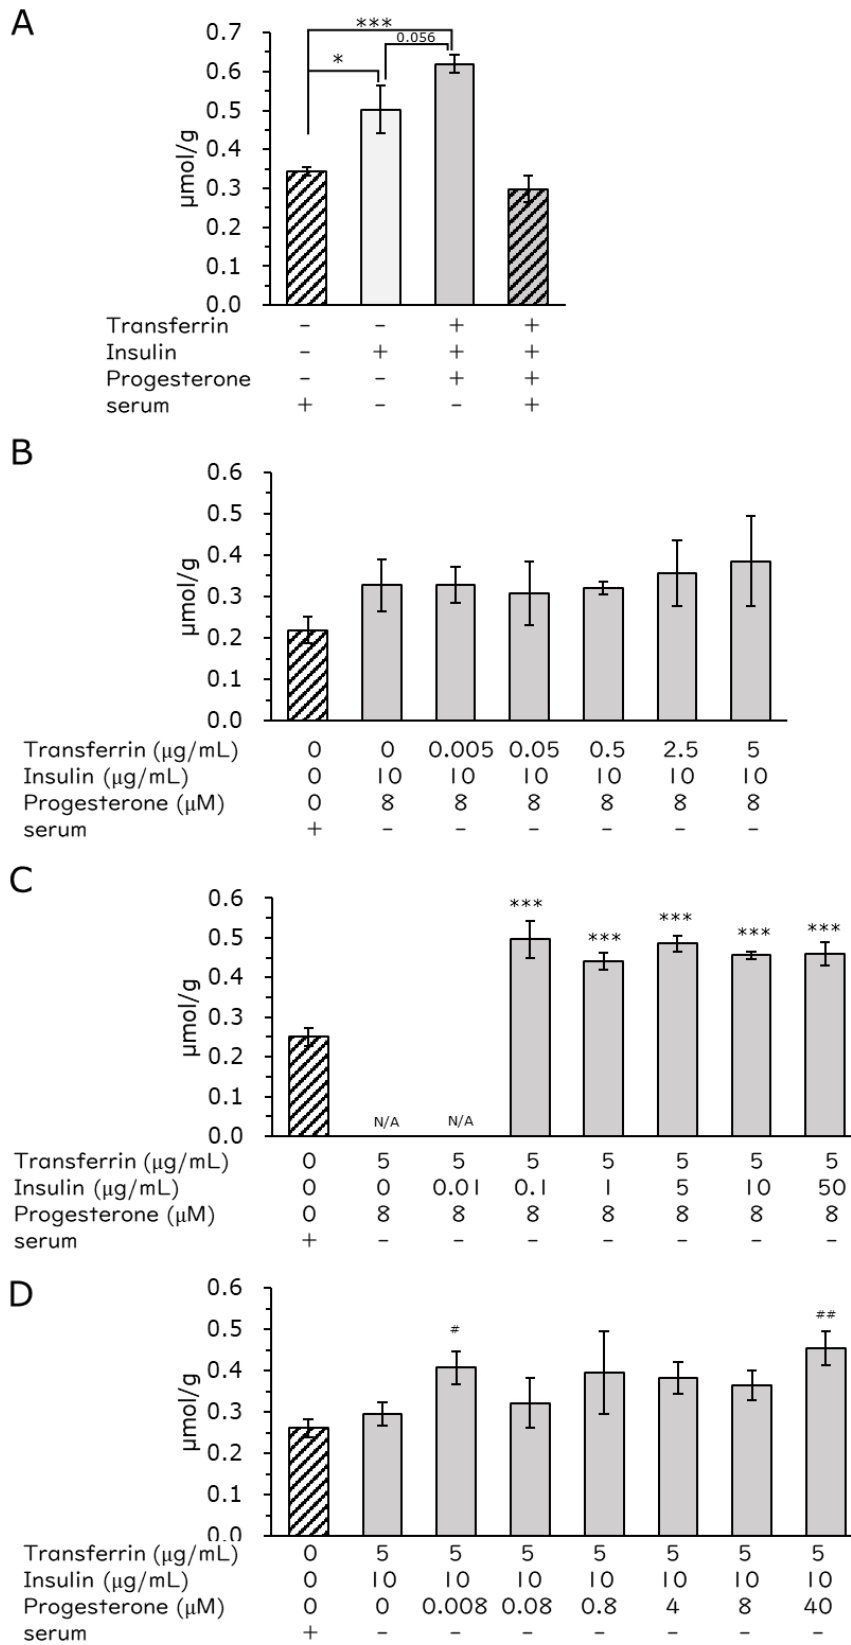 A
***
0.056
*
0.7
0.6
0.5
0.4
0.3
0.2
0.1
0.0
μmol/g
Transferrin – – + +
Insulin – + + +
Progesterone – – + +
serum + – – +
B
0.6
0.5
0.4
0.3
0.2
0.1
0.0
μmol/g
Transferrin (μg/mL) 0 0 0.005 0.05 0.5 2.5 5
Insulin (μg/mL) 0 10 10 10 10 10 10
Progesterone (μM) 0 8 8 8 8 8 8
serum + – – – – – –
C
0.6
0.5
0.4
0.3
0.2
0.1
0.0
μmol/g
*** *** *** *** ***
N/A N/A
Transferrin (μg/mL) 0 5 5 5 5 5 5 5
Insulin (μg/mL) 0 0 0.01 0.1 1 5 10 50
Progesterone (μM) 0 8 8 8 8 8 8 8
serum + – – – – – – –
D
0.6
0.5
0.4
0.3
0.2
0.1
0.0
μmol/g
# ##
Transferrin (μg/mL) 0 5 5 5 5 5 5 5
Insulin (μg/mL) 0 10 10 10 10 10 10 10
Progesterone (μM) 0 0 0.008 0.08 0.8 4 8 40
serum + – – – – – – –